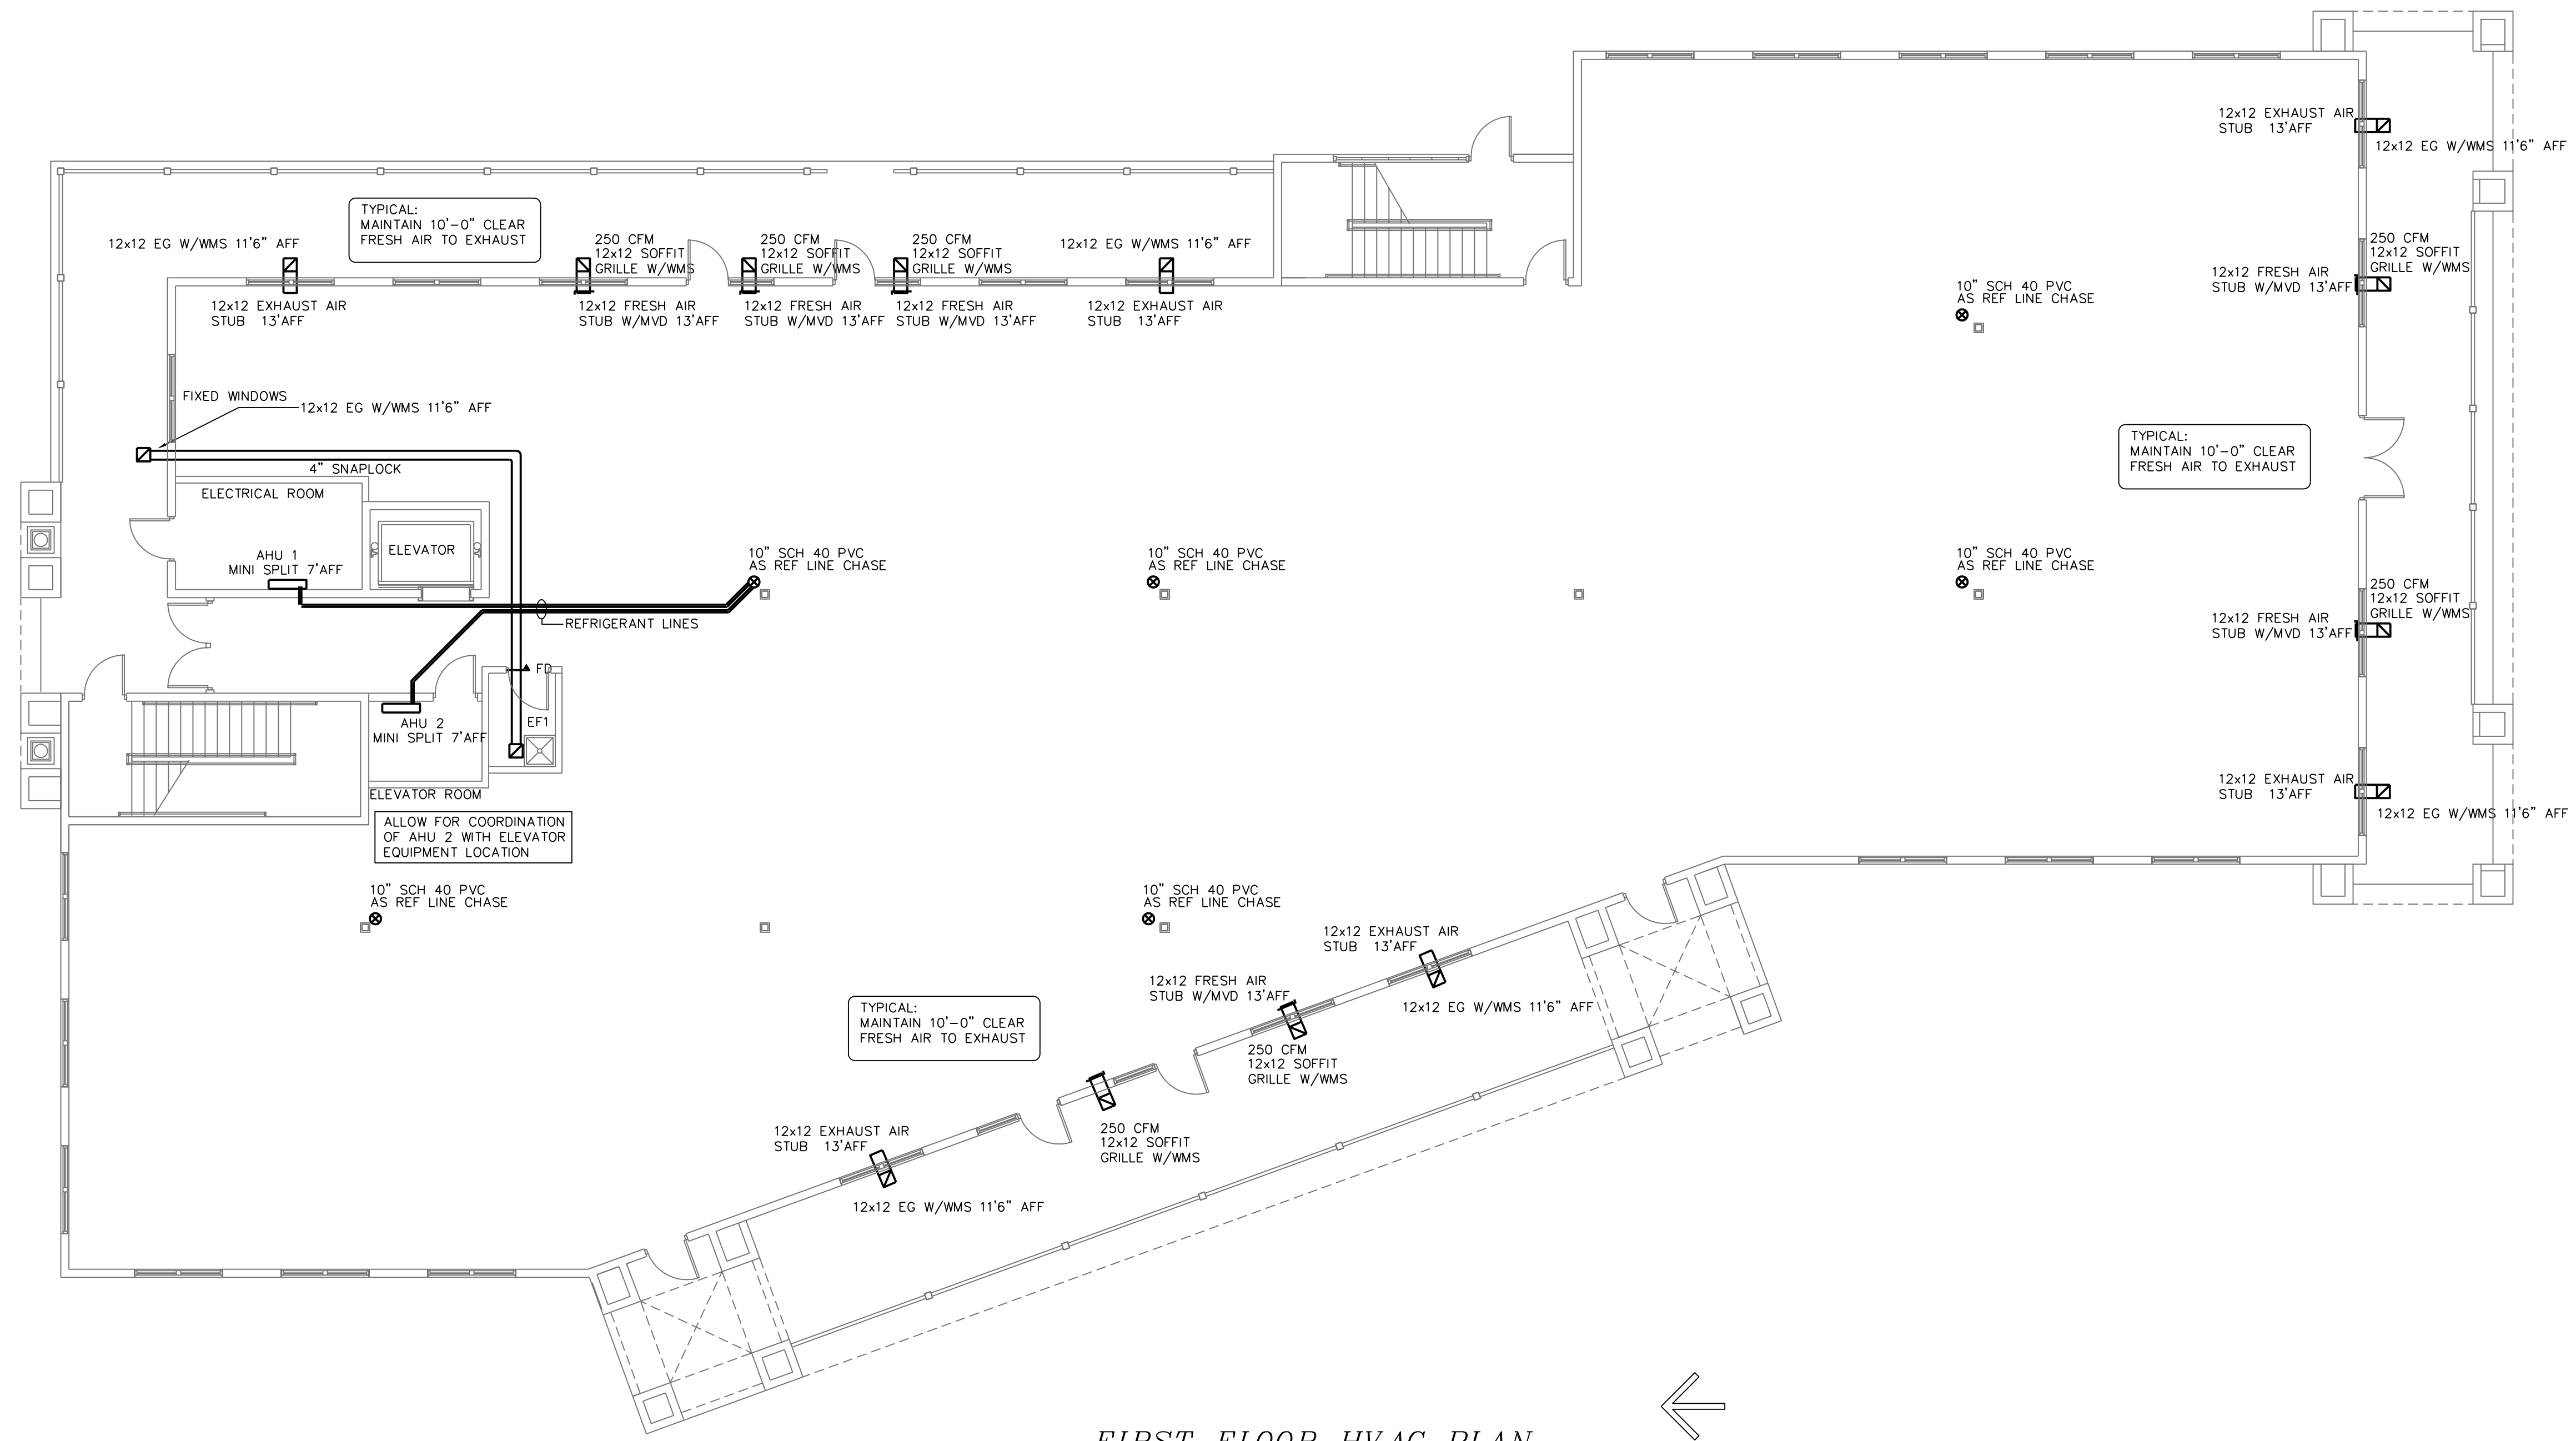 12x12 EXHAUST AIR
STUB  13'AFF
12x12 EG W/WMS 11'6" AFF
TYPICAL:
MAINTAIN 10'-0" CLEAR
FRESH AIR TO EXHAUST
12x12 EG W/WMS 11'6" AFF
250 CFM
12x12 SOFFIT
GRILLE W/WMS
250 CFM
12x12 SOFFIT
GRILLE W/WMS
250 CFM
12x12 SOFFIT
GRILLE W/WMS
12x12 EG W/WMS 11'6" AFF
250 CFM
12x12 SOFFIT
GRILLE W/WMS
12x12 FRESH AIR
STUB W/MVD 13'AFF
10" SCH 40 PVC
AS REF LINE CHASE
12x12 EXHAUST AIR
STUB  13'AFF
12x12 FRESH AIR
STUB W/MVD 13'AFF
12x12 FRESH AIR
STUB W/MVD 13'AFF
12x12 FRESH AIR
STUB W/MVD 13'AFF
12x12 EXHAUST AIR
STUB  13'AFF
FIXED WINDOWS
12x12 EG W/WMS 11'6" AFF
TYPICAL:
MAINTAIN 10'-0" CLEAR
FRESH AIR TO EXHAUST
4" SNAPLOCK
ELECTRICAL ROOM
ELEVATOR
AHU 1
MINI SPLIT 7'AFF
10" SCH 40 PVC
AS REF LINE CHASE
10" SCH 40 PVC
AS REF LINE CHASE
10" SCH 40 PVC
AS REF LINE CHASE
250 CFM
12x12 SOFFIT
GRILLE W/WMS
12x12 FRESH AIR
STUB W/MVD 13'AFF
REFRIGERANT LINES
FD
EF1
AHU 2
MINI SPLIT 7'AFF
ELEVATOR ROOM
12x12 EXHAUST AIR
STUB  13'AFF
12x12 EG W/WMS 11'6" AFF
ALLOW FOR COORDINATION
OF AHU 2 WITH ELEVATOR
EQUIPMENT LOCATION
10" SCH 40 PVC
AS REF LINE CHASE
10" SCH 40 PVC
AS REF LINE CHASE
12x12 EXHAUST AIR
STUB  13'AFF
12x12 FRESH AIR
STUB W/MVD 13'AFF
12x12 EG W/WMS 11'6" AFF
TYPICAL:
MAINTAIN 10'-0" CLEAR
FRESH AIR TO EXHAUST
250 CFM
12x12 SOFFIT
GRILLE W/WMS
250 CFM
12x12 SOFFIT
GRILLE W/WMS
12x12 EXHAUST AIR
STUB  13'AFF
12x12 EG W/WMS 11'6" AFF
FIRST FLOOR HVAC PLAN